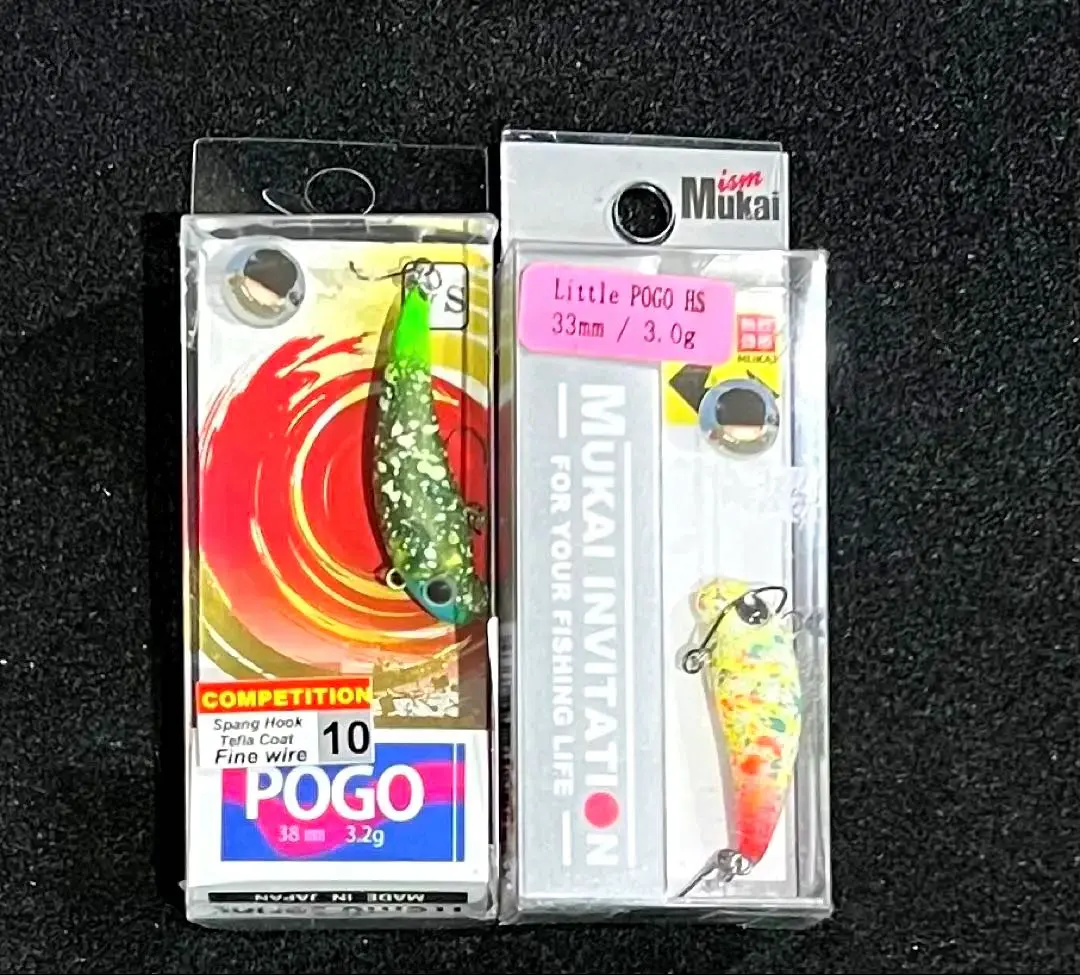 S
COMPETITION
Spang Hook
Tefla Coat
Fine wire
10
POGO
38 mm 3.2g
MADE IN JAPAN
ism
Mukai
Little POGO HS
33mm / 3.0g
MUKAI
MUKAI INVITATI●N
FOR YOUR FISHING LIFE